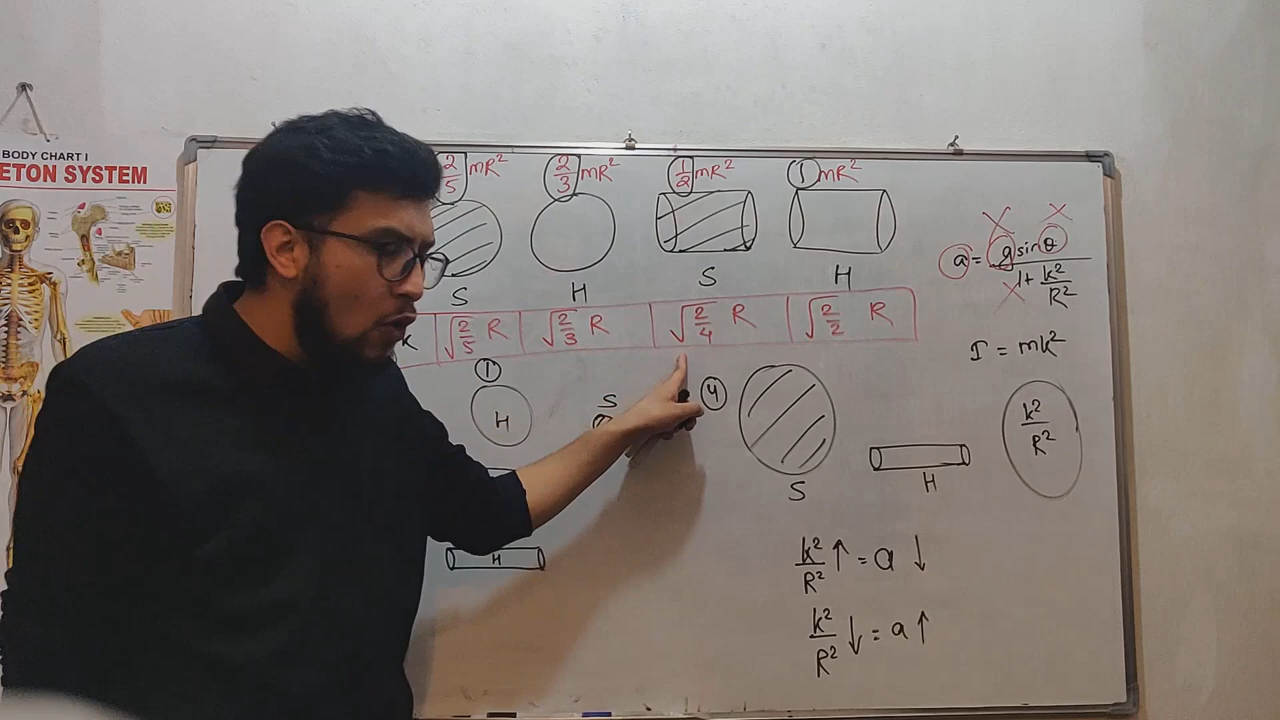 BODY CHART I
ETON SYSTEM
2/5 mR²
2/3 mR²
1/2 mR²
1 mR²
S
H
S
H
a = g sin θ / 1 + k²/R²
K
√2/5 R
√2/3 R
√2/4 R
√2/2 R
I = mk²
1
H
S
4
S
H
k²/R²
H
k²/R² ↑ = a ↓
k²/R² ↓ = a ↑